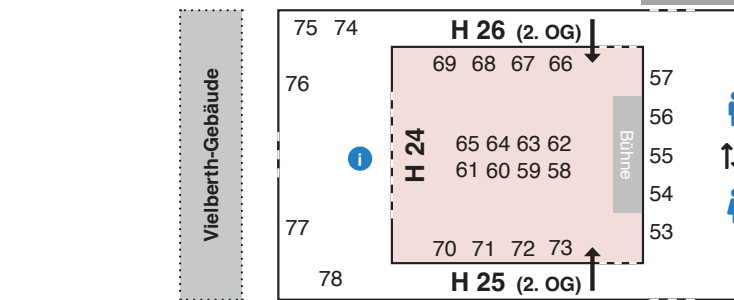 75 74
H 26 (2. OG)
69 68 67 66
57
76
56
Vielberth-Gebäude
H 24
65 64 63 62
61 60 59 58
Bühne
55
i
54
77
53
70 71 72 73
78
H 25 (2. OG)